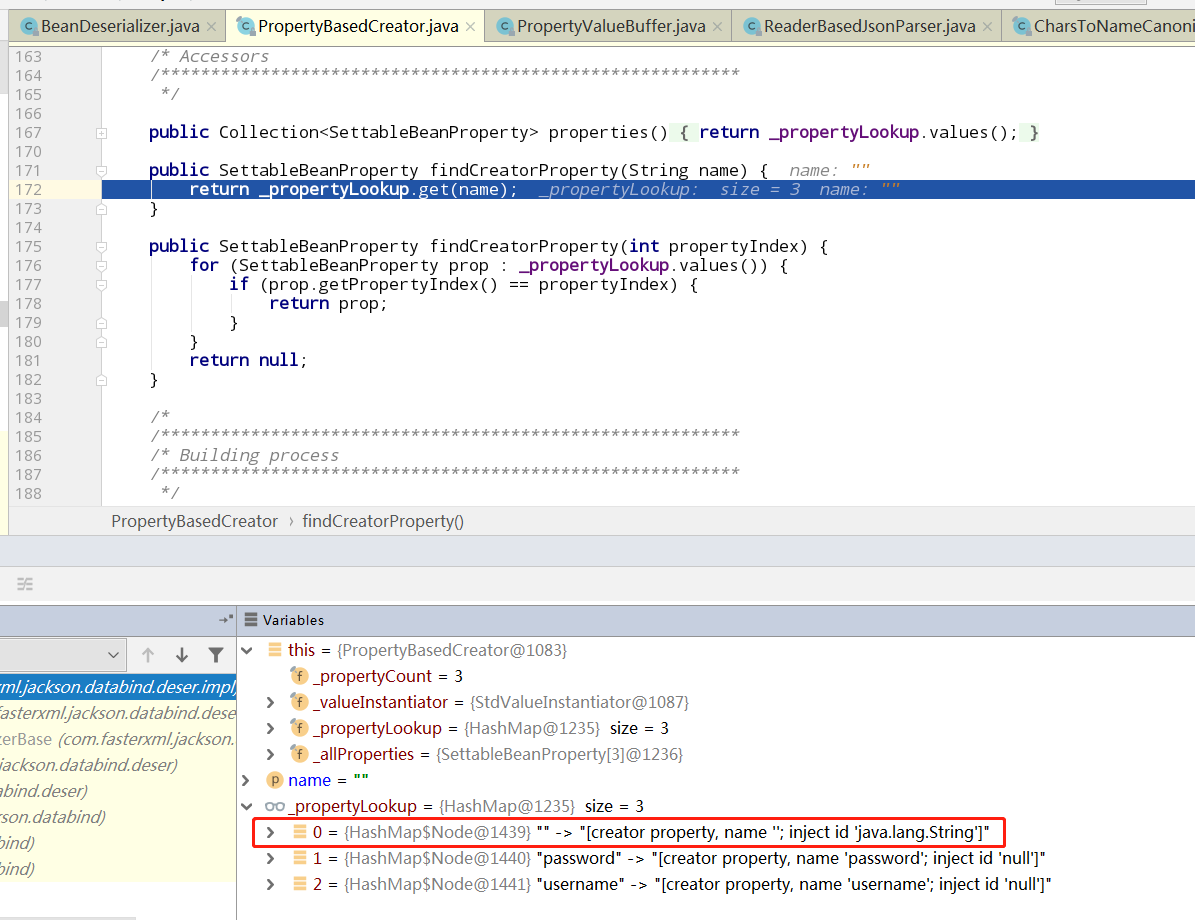 BeanDeserializer.java × PropertyBasedCreator.java × PropertyValueBuffer.java × ReaderBasedJsonParser.java × CharsToNameCanoni
163 /* Accessors
164 /**********************************************************
165 */
166
167 public Collection<SettableBeanProperty> properties() { return _propertyLookup.values(); }
170
171 public SettableBeanProperty findCreatorProperty(String name) { name: ""
172 return _propertyLookup.get(name); _propertyLookup: size = 3 name: ""
173 }
174
175 public SettableBeanProperty findCreatorProperty(int propertyIndex) {
176 for (SettableBeanProperty prop : _propertyLookup.values()) {
177 if (prop.getPropertyIndex() == propertyIndex) {
178 return prop;
179 }
180 }
181 return null;
182 }
183
184 /*
185 /**********************************************************
186 /* Building process
187 /**********************************************************
188 */
PropertyBasedCreator › findCreatorProperty()
Variables
xml.jackson.databind.deser.impl)
fasterxml.jackson.databind.dese
zerBase (com.fasterxml.jackson.
jackson.databind.deser)
abind.deser)
rson.databind)
bind)
bind)
this = {PropertyBasedCreator@1083}
f _propertyCount = 3
f _valueInstantiator = {StdValueInstantiator@1087}
f _propertyLookup = {HashMap@1235} size = 3
f _allProperties = {SettableBeanProperty[3]@1236}
p name = ""
_propertyLookup = {HashMap@1235} size = 3
0 = {HashMap$Node@1439} "" -> "[creator property, name ''; inject id 'java.lang.String']"
1 = {HashMap$Node@1440} "password" -> "[creator property, name 'password'; inject id 'null']"
2 = {HashMap$Node@1441} "username" -> "[creator property, name 'username'; inject id 'null']"